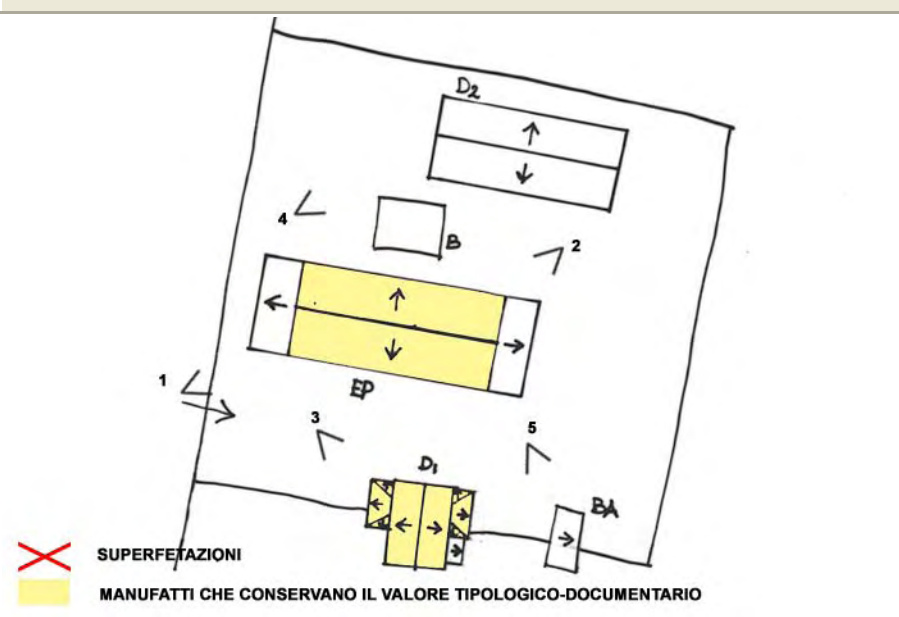 D2
4
B
2
EP
1
3
5
D1
BA
SUPERFETAZIONI
MANUFATTI CHE CONSERVANO IL VALORE TIPOLOGICO-DOCUMENTARIO